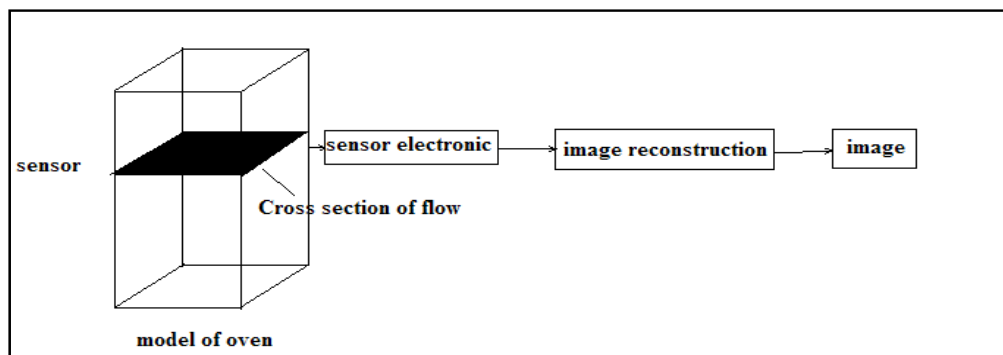 sensor
sensor electronic
image reconstruction
image
Cross section of flow
model of oven